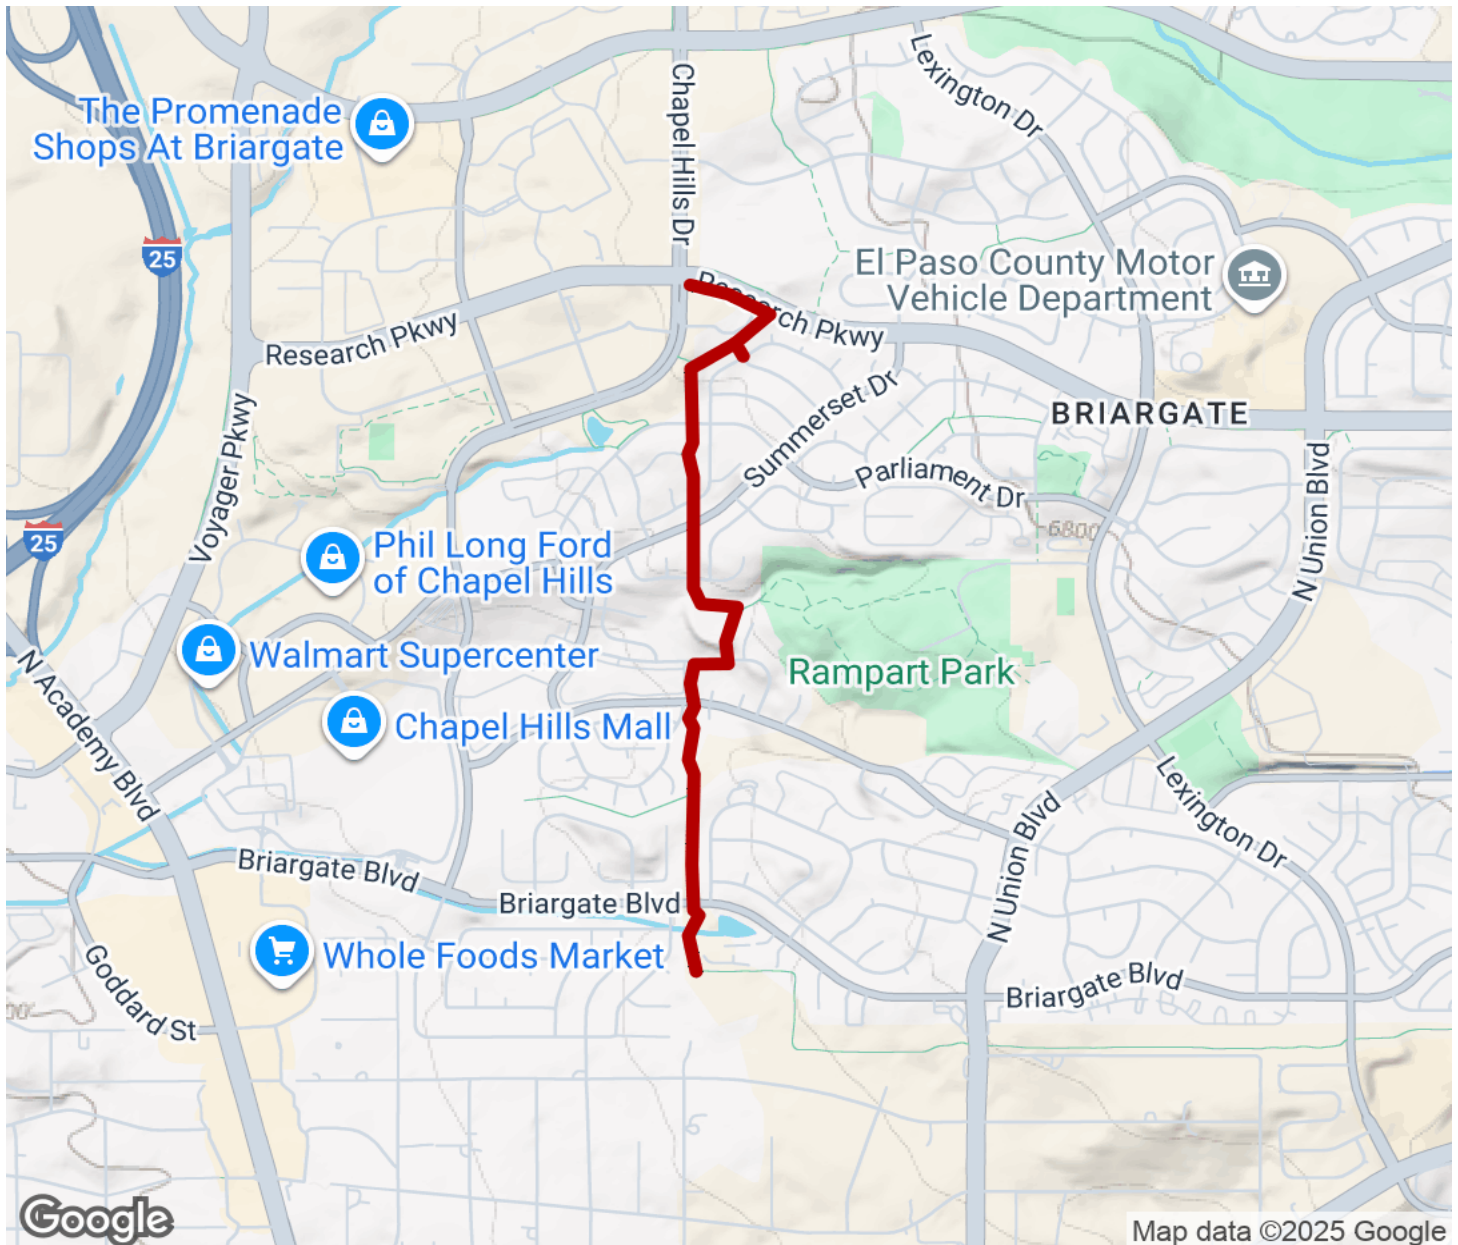 Lexington Dr
Chapel Hills Dr
The Promenade
Shops At Briargate
25
El Paso County Motor
Vehicle Department
Research Pkwy
Research Pkwy
Summerset Dr
BRIARGATE
Voyager Pkwy
Parliament Dr
N Union Blvd
6800
25
Phil Long Ford
of Chapel Hills
Walmart Supercenter
Rampart Park
N Academy Blvd
Chapel Hills Mall
Lexington Dr
N Union Blvd
Briargate Blvd
Briargate Blvd
Whole Foods Market
Goddard St
Briargate Blvd
Google
Map data ©2025 Google